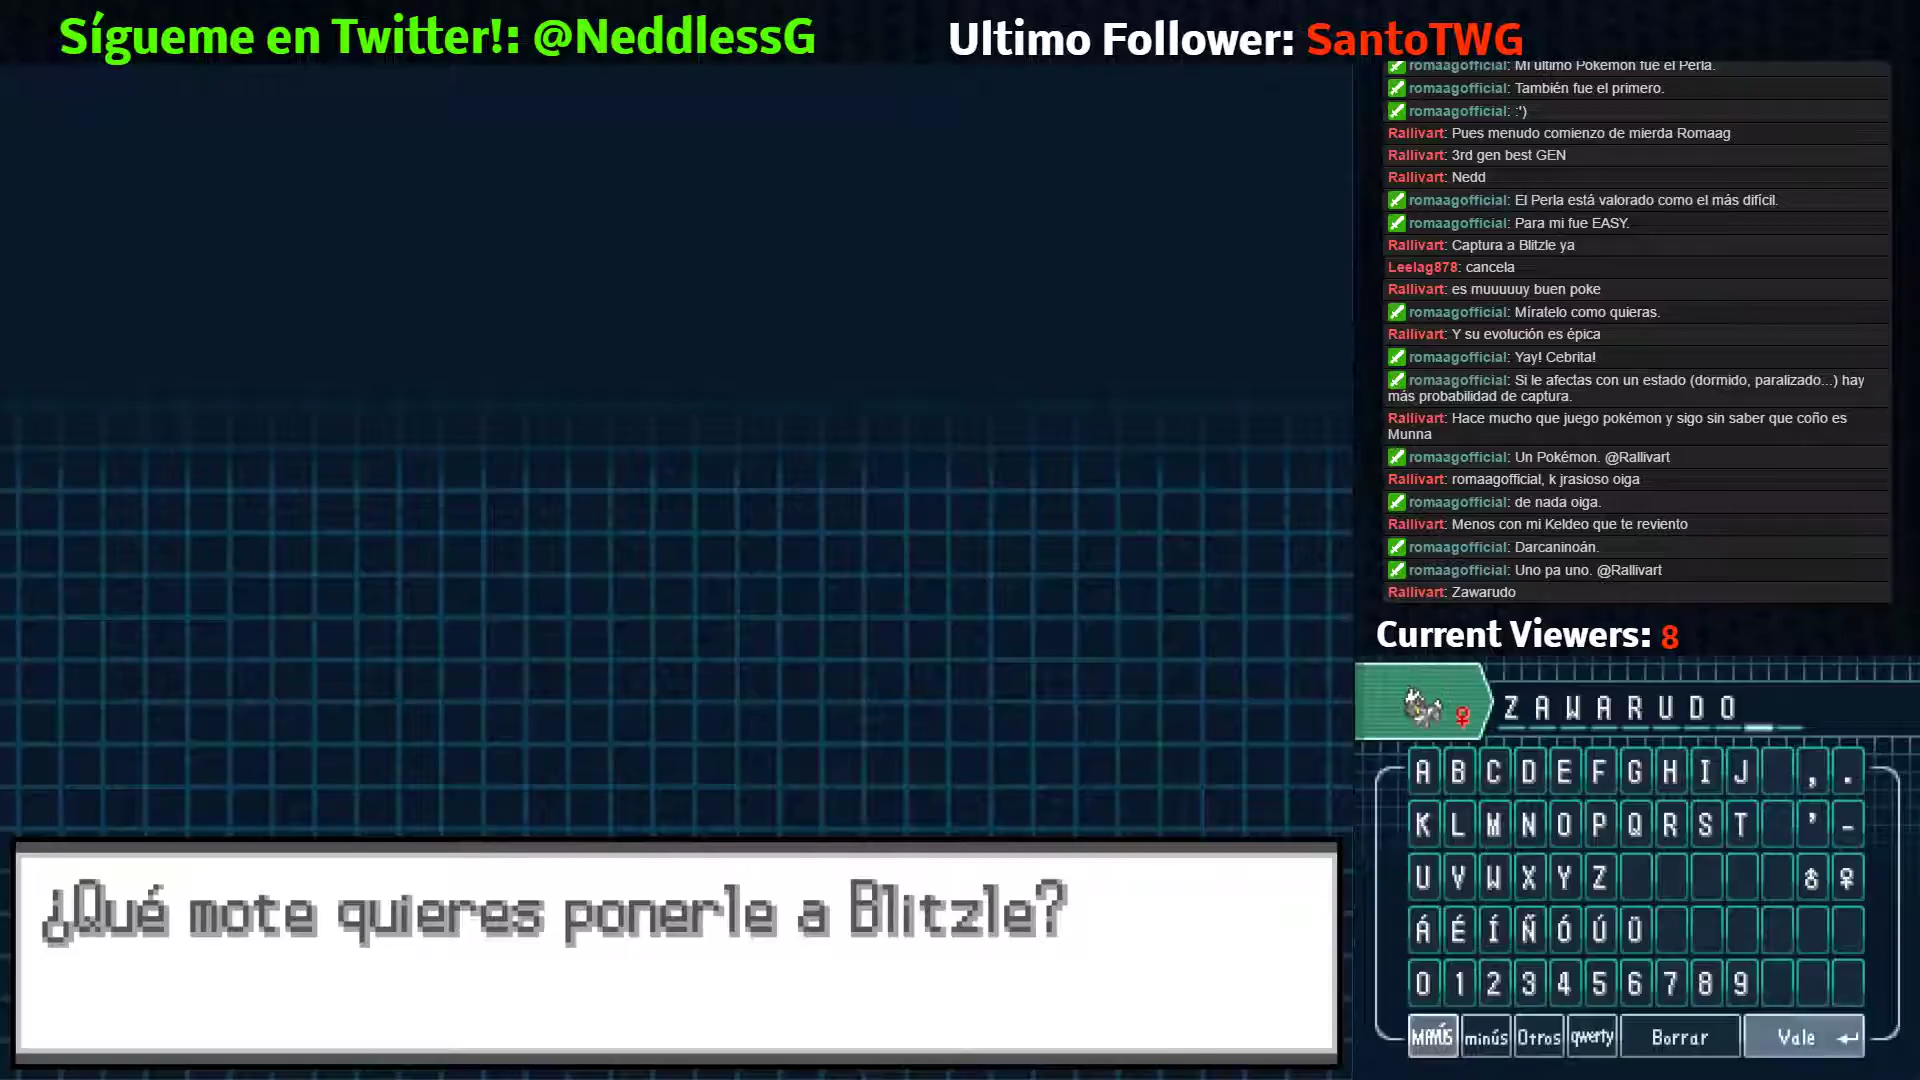 Sígueme en Twitter!: @NeddlessG
Ultimo Follower: SantoTWG
romaagofficial: Mi último Pokémon fue el Perla.
romaagofficial: También fue el primero.
romaagofficial: :')
Rallivart: Pues menudo comienzo de mierda Romaag
Rallivart: 3rd gen best GEN
Rallivart: Nedd
romaagofficial: El Perla está valorado como el más difícil.
romaagofficial: Para mi fue EASY.
Rallivart: Captura a Blitzle ya
Leelag878: cancela
Rallivart: es muuuuuy buen poke
romaagofficial: Míratelo como quieras.
Rallivart: Y su evolución es épica
romaagofficial: Yay! Cebrita!
romaagofficial: Si le afectas con un estado (dormido, paralizado...) hay
más probabilidad de captura.
Rallivart: Hace mucho que juego pokémon y sigo sin saber que coño es
Munna
romaagofficial: Un Pokémon. @Rallivart
Rallivart: romaagofficial, k jrasioso oiga
romaagofficial: de nada oiga.
Rallivart: Menos con mi Keldeo que te reviento
romaagofficial: Darcaninoán.
romaagofficial: Uno pa uno. @Rallivart
Rallivart: Zawarudo
Current Viewers: 8
♀ ZAWARUDO
A B C D E F G H I J , .
K L M N O P Q R S T ' -
U V W X Y Z ♂ ♀
Á É Í Ñ Ó Ú Ü
0 1 2 3 4 5 6 7 8 9
MAYÚS minús Otros qwerty Borrar Vale
¿Qué mote quieres ponerle a Blitzle?